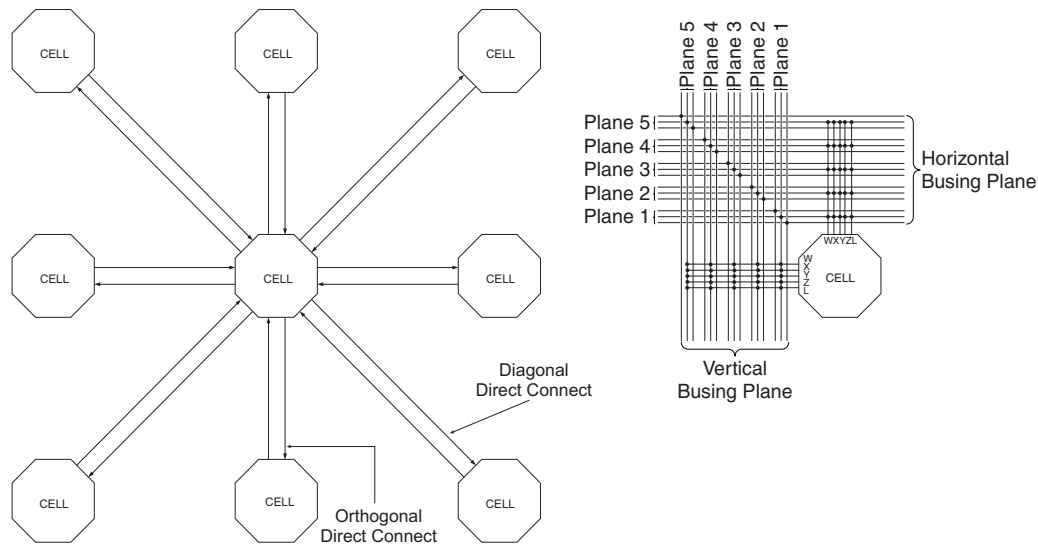 CELL
CELL
CELL
CELL
CELL
CELL
Diagonal
Direct Connect
CELL
CELL
CELL
Orthogonal
Direct Connect
Plane 5
Plane 4
Plane 3
Plane 2
Plane 1
Plane 5
Plane 4
Plane 3
Plane 2
Plane 1
Horizontal
Busing Plane
WXYZL
W
X
Y
Z
L
CELL
Vertical
Busing Plane